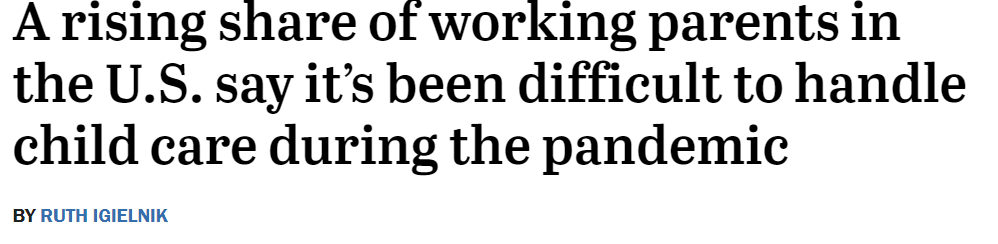 A rising share of working parents in
the U.S. say it’s been difficult to handle
child care during the pandemic
BY RUTH IGIELNIK